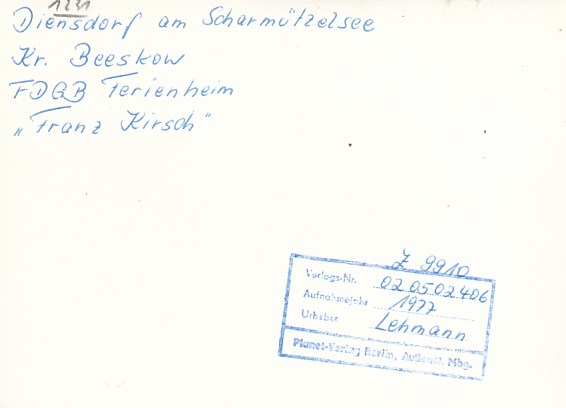 1231
Diensdorf am Scharmützelsee
Kr. Beeskow
FDGB Ferienheim
„Franz Kirsch"
Z 9910
Verlags-Nr. 02 05 02 406
Aufnahmejahr 1977
Urheber Lehmann
Planet-Verlag Berlin, Außenst. Mbg.